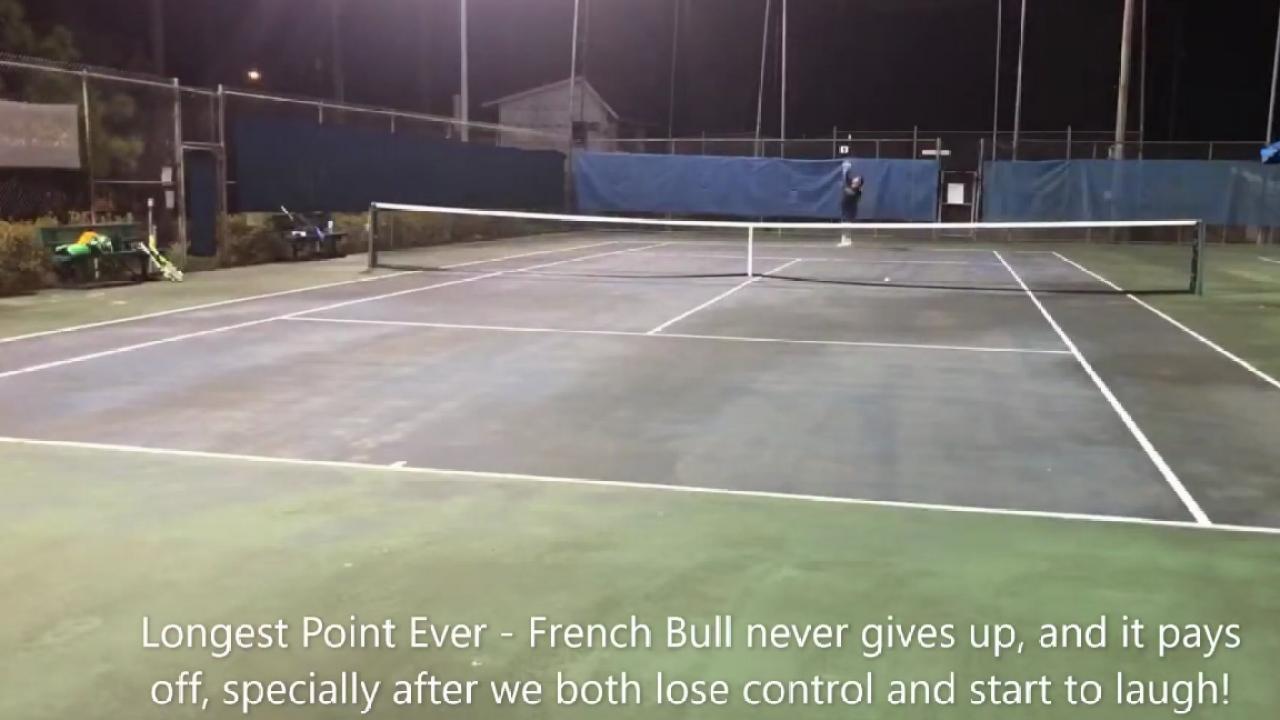 Longest Point Ever - French Bull never gives up, and it pays
off, specially after we both lose control and start to laugh!